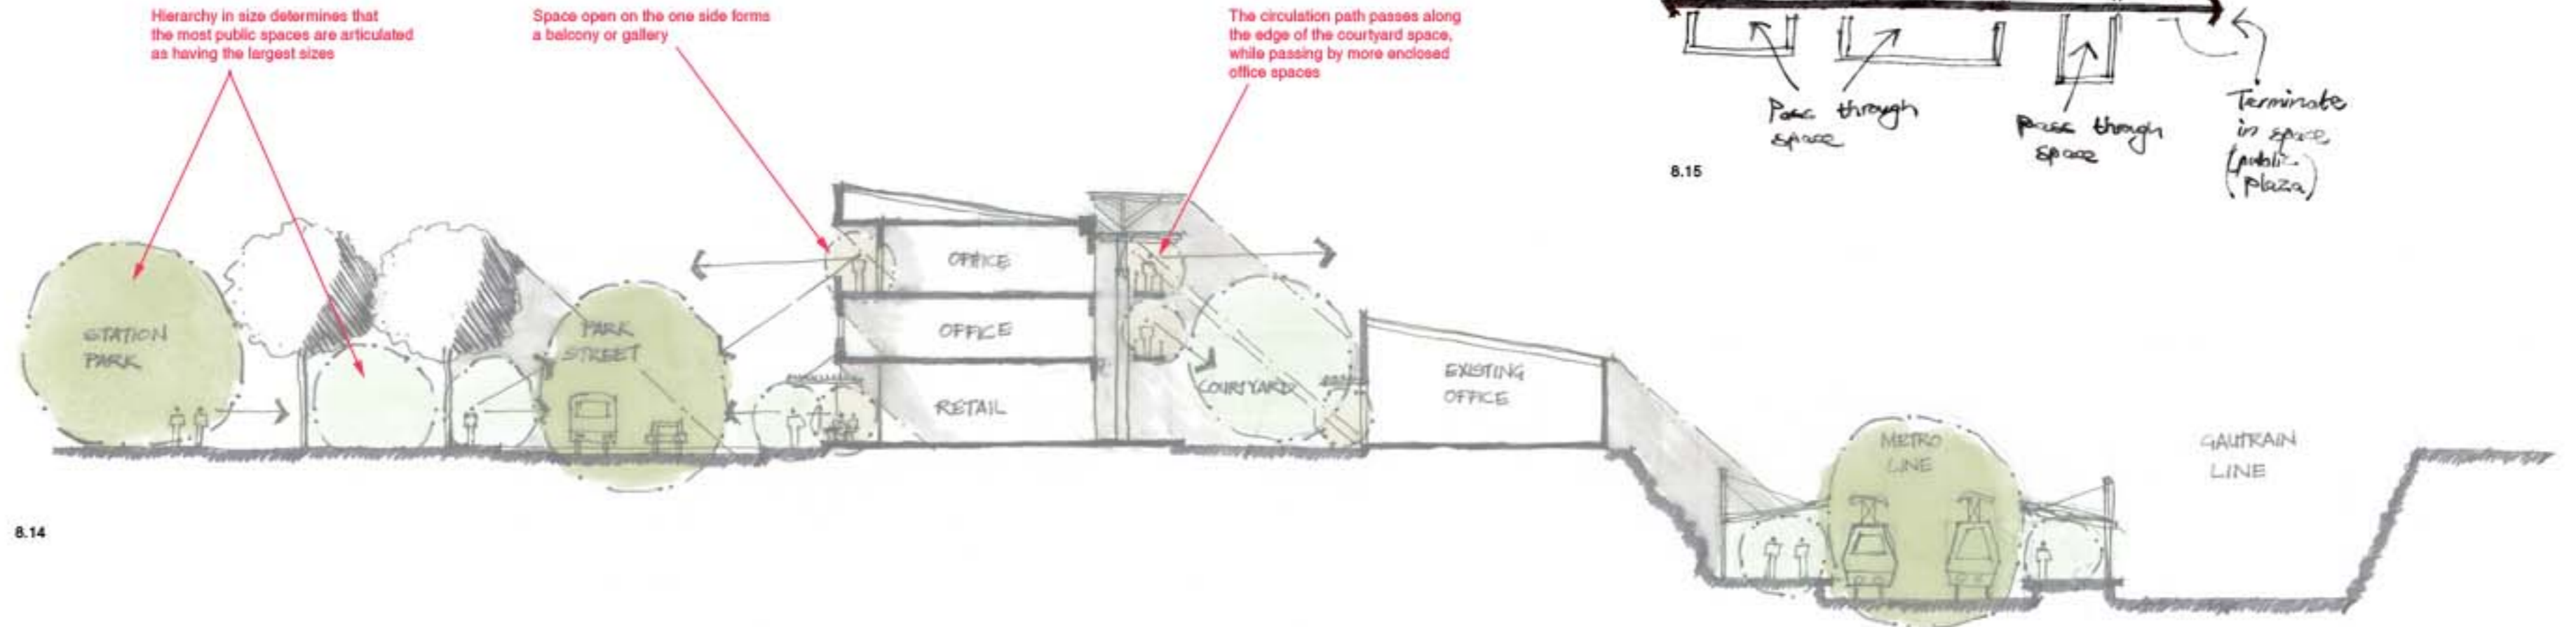 Hierarchy in size determines that
the most public spaces are articulated
as having the largest sizes
Space open on the one side forms
a balcony or gallery
The circulation path passes along
the edge of the courtyard space,
while passing by more enclosed
office spaces
Pass through
space
pass through
space
Terminate
in space
(public
plaza)
8.15
STATION
PARK
PARK
STREET
OFFICE
OFFICE
RETAIL
COURTYARD
EXISTING
OFFICE
METRO
LINE
GAUTRAIN
LINE
8.14